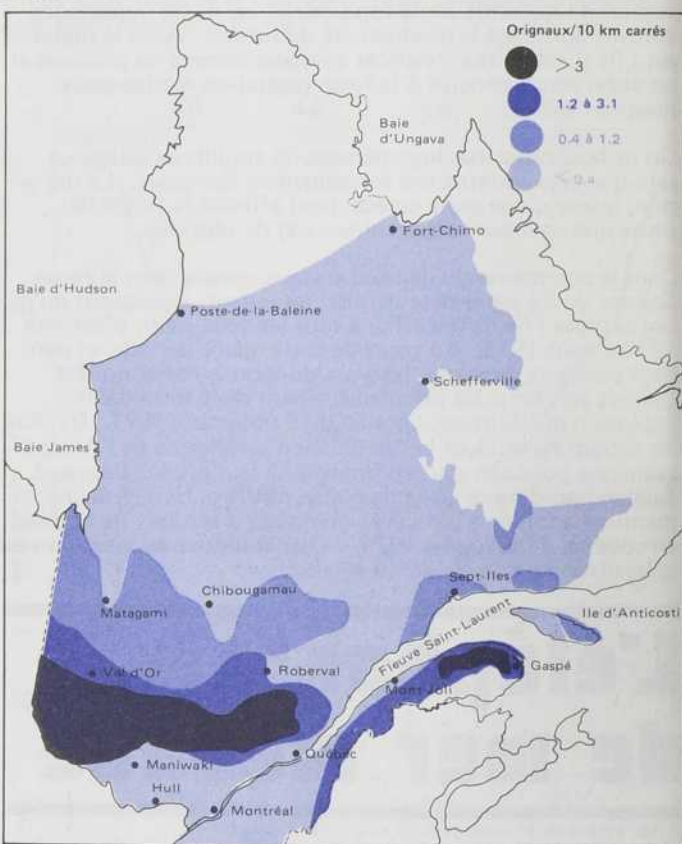 Orignaux/10 km carrés
>3
1.2 à 3.1
0.4 à 1.2
Baie
d'Ungava
Fort-Chimo
Baie d'Hudson
Poste-de-la-Baleine
Schefferville
Baie James
Sept-Iles
Matagami
Chibougamau
Ile d'Anticosti
Fleuve Saint-Laurent
Val-d'Or
Roberval
Gaspé
Mont-Joli
Québec
Maniwaki
Hull
Montréal